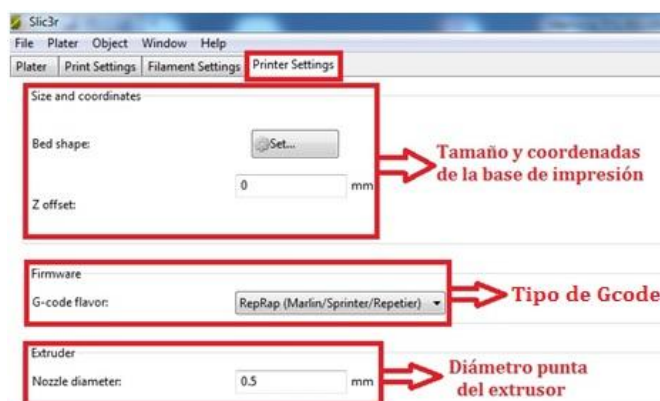 Slic3r
File Plater Object Window Help
Plater Print Settings Filament Settings Printer Settings
Size and coordinates
Bed shape: Set...
Tamaño y coordenadas
de la base de impresión
0 mm
Z offset:
Firmware
G-code flavor: RepRap (Marlin/Sprinter/Repetier)
Tipo de Gcode
Extruder
Nozzle diameter: 0.5 mm
Diámetro punta
del extrusor